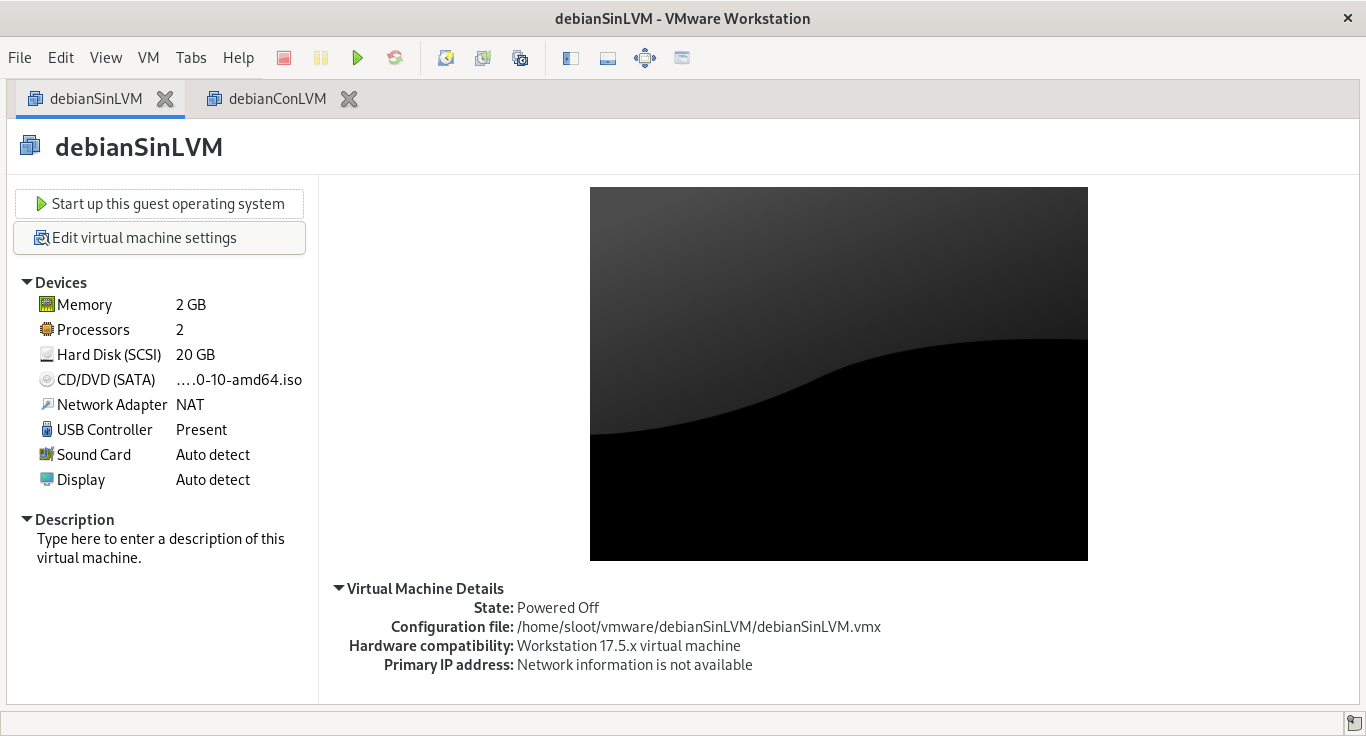 debianSinLVM - VMware Workstation
File Edit View VM Tabs Help
debianSinLVM debianConLVM
debianSinLVM
Start up this guest operating system
Edit virtual machine settings
Devices
Memory 2 GB
Processors 2
Hard Disk (SCSI) 20 GB
CD/DVD (SATA) ....0-10-amd64.iso
Network Adapter NAT
USB Controller Present
Sound Card Auto detect
Display Auto detect
Description
Type here to enter a description of this
virtual machine.
Virtual Machine Details
State: Powered Off
Configuration file: /home/sloot/vmware/debianSinLVM/debianSinLVM.vmx
Hardware compatibility: Workstation 17.5.x virtual machine
Primary IP address: Network information is not available